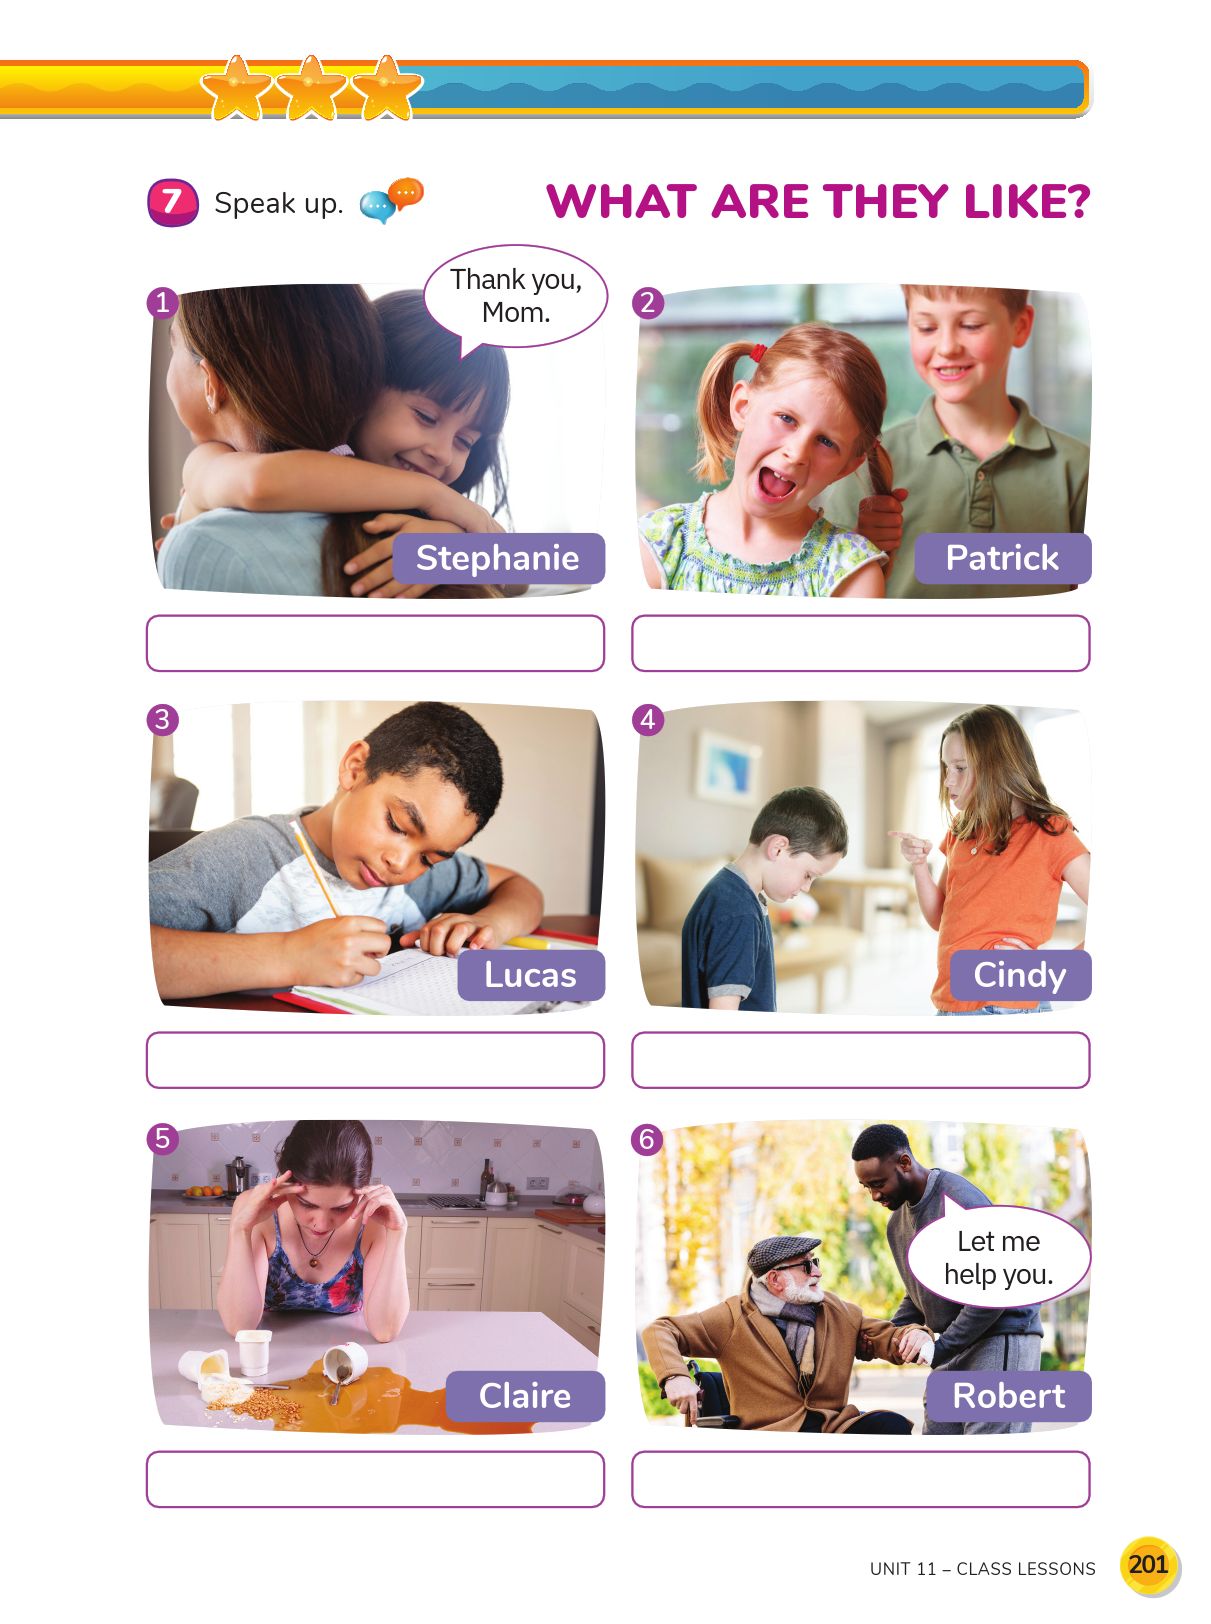 7 Speak up.
WHAT ARE THEY LIKE?
1
Thank you,
Mom.
Stephanie
2
Patrick
3
Lucas
4
Cindy
5
Claire
6
Let me
help you.
Robert
UNIT 11 – CLASS LESSONS 201